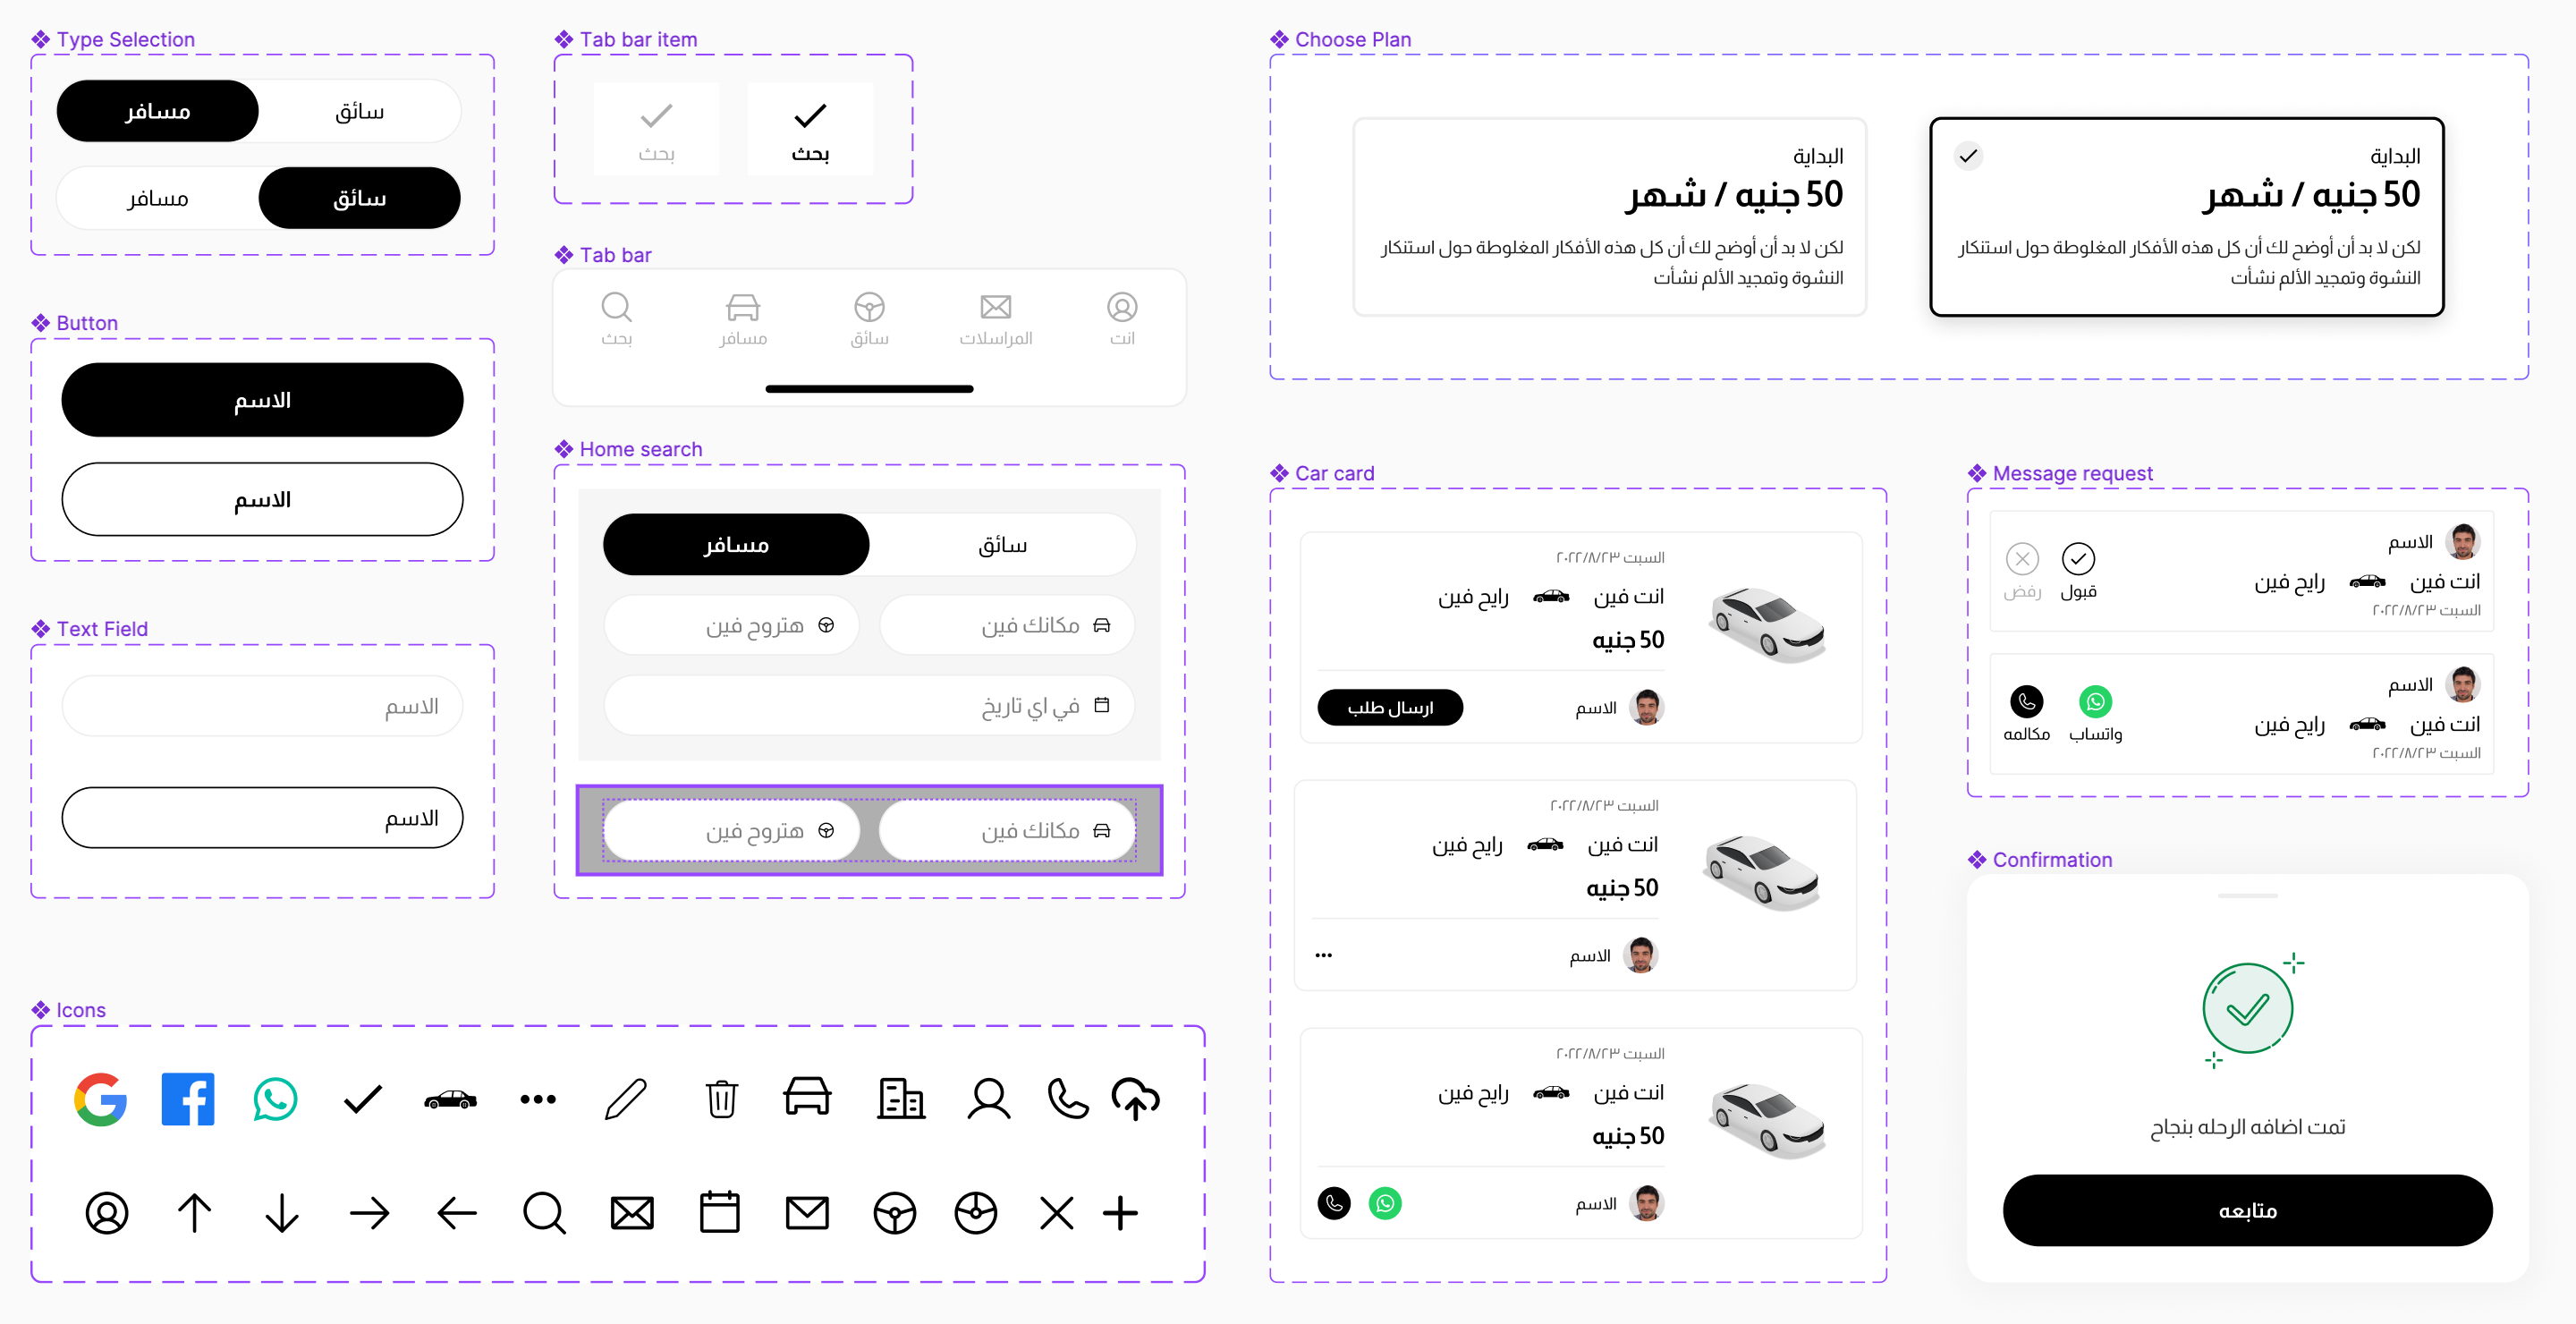 Type Selection
سائق
مسافر
سائق
مسافر
Button
الاسم
الاسم
Text Field
الاسم
الاسم
Tab bar item
بحث
بحث
Tab bar
انت
المراسلات
سائق
مسافر
بحث
Home search
سائق
مسافر
مكانك فين
هتروح فين
في اي تاريخ
مكانك فين
هتروح فين
Icons
Choose Plan
البداية
50 جنيه / شهر
لكن لا بد أن أوضح لك أن كل هذه الأفكار المغلوطة حول استنكار
النشوة وتمجيد الألم نشأت
البداية
50 جنيه / شهر
لكن لا بد أن أوضح لك أن كل هذه الأفكار المغلوطة حول استنكار
النشوة وتمجيد الألم نشأت
Car card
السبت ٢٠٢٢/٨/٢٣
انت فين
رايح فين
50 جنيه
الاسم
ارسال طلب
السبت ٢٠٢٢/٨/٢٣
انت فين
رايح فين
50 جنيه
الاسم
السبت ٢٠٢٢/٨/٢٣
انت فين
رايح فين
50 جنيه
الاسم
Message request
الاسم
انت فين
رايح فين
السبت ٢٠٢٢/٨/٢٣
قبول
رفض
الاسم
انت فين
رايح فين
السبت ٢٠٢٢/٨/٢٣
واتساب
مكالمه
Confirmation
تمت اضافه الرحله بنجاح
متابعه